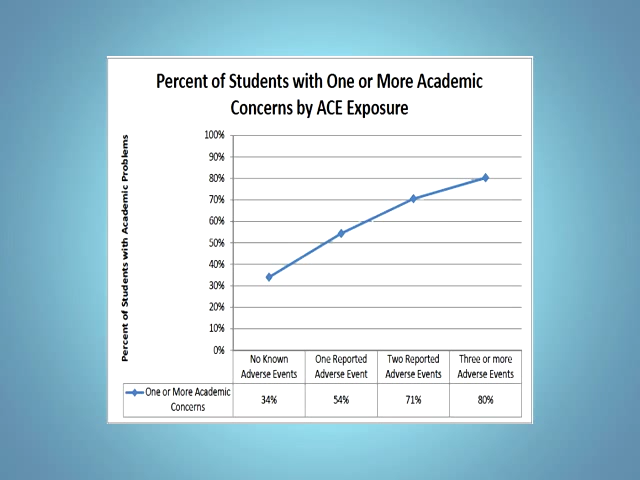 Percent of Students with One or More Academic
Concerns by ACE Exposure
Percent of Students with Academic Problems
100%
90%
80%
70%
60%
50%
40%
30%
20%
10%
0%
No Known
Adverse Events
One Reported
Adverse Event
Two Reported
Adverse Events
Three or more
Adverse Events
One or More Academic
Concerns
34%
54%
71%
80%